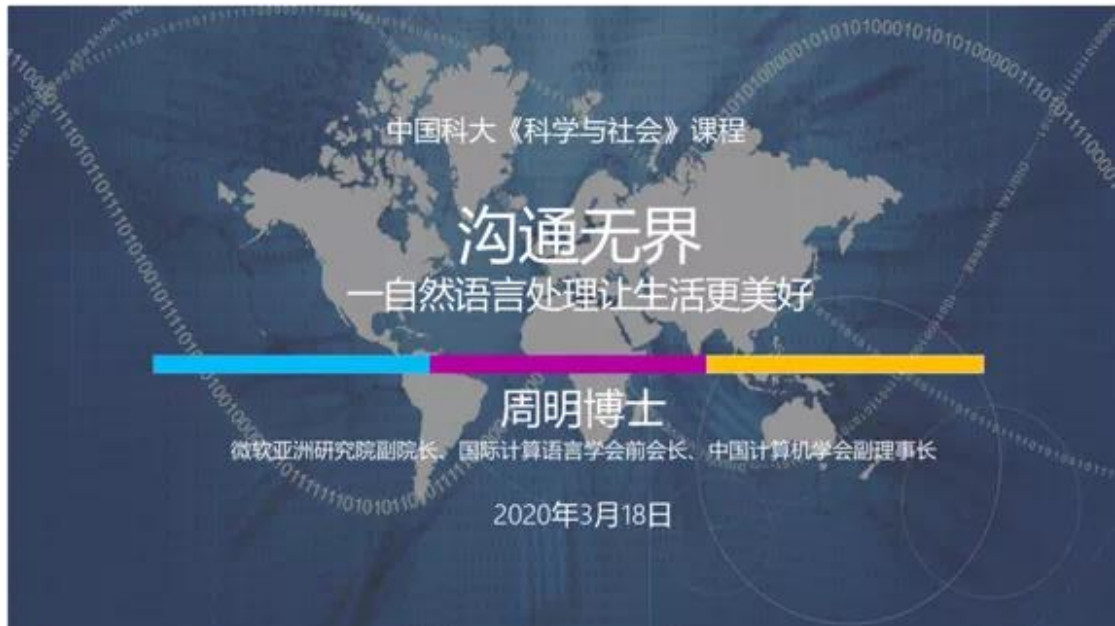 中国科大《科学与社会》课程
沟通无界
—自然语言处理让生活更美好
周明博士
微软亚洲研究院副院长、国际计算语言学会前会长、中国计算机学会副理事长
2020年3月18日